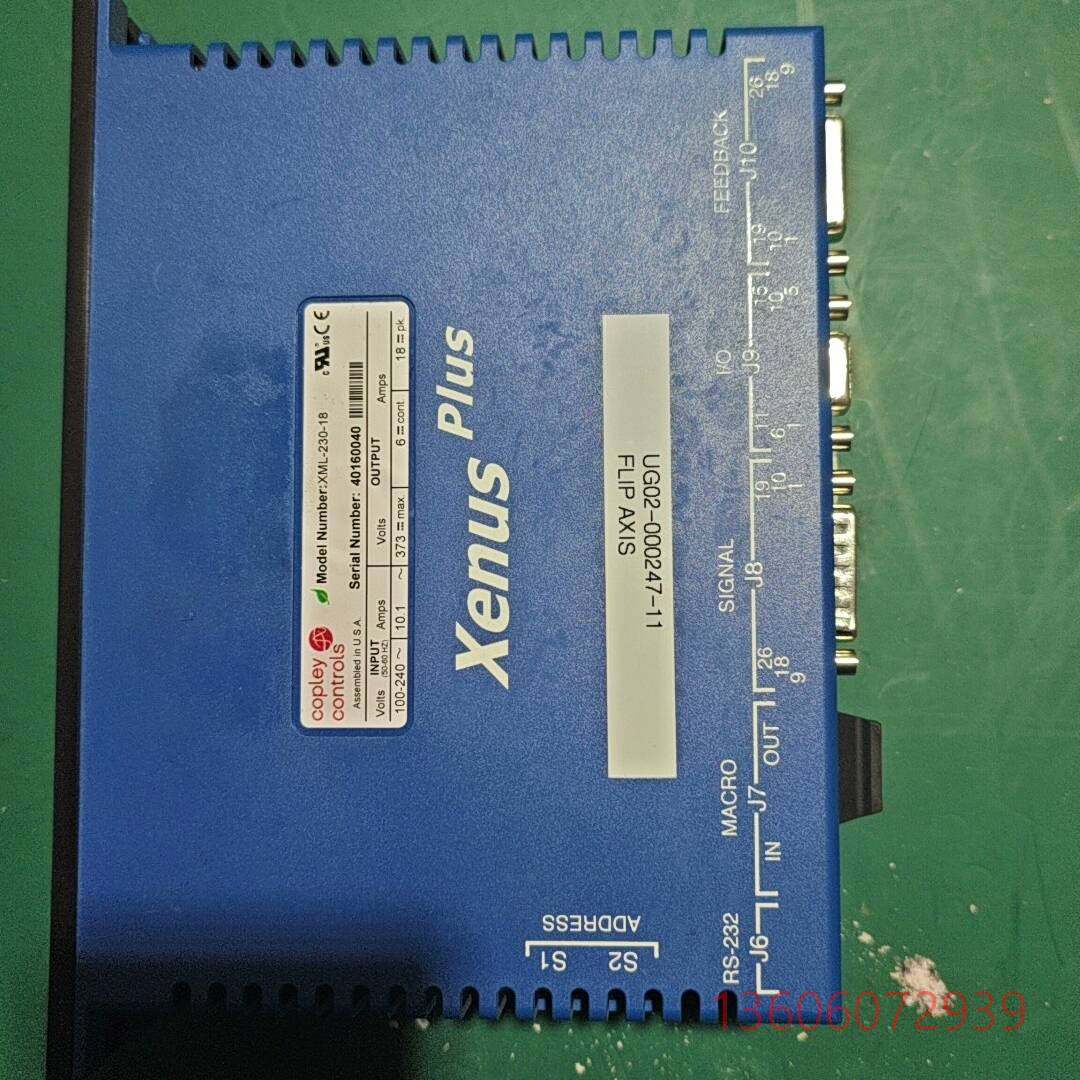 copley
controls
Model Number:XML-230-18
c UL us CE
Assembled in U.S.A.
Serial Number: 40160040
INPUT
(50-60 HZ)
OUTPUT
Volts Amps Volts Amps
100-240 ~ 10.1 ~ 373 ⎓ max. 6 ⎓ cont. 18 ⎓ pk.
Xenus Plus
UG02-000247-11
FLIP AXIS
ADDRESS
S1 S2
RS-232
J6
MACRO
IN J7 OUT
SIGNAL
J8
26 19
18 10
9 1
I/O
J9
11 15
6 10
1 5
FEEDBACK
J10
19 26
10 18
1 9
13606072939